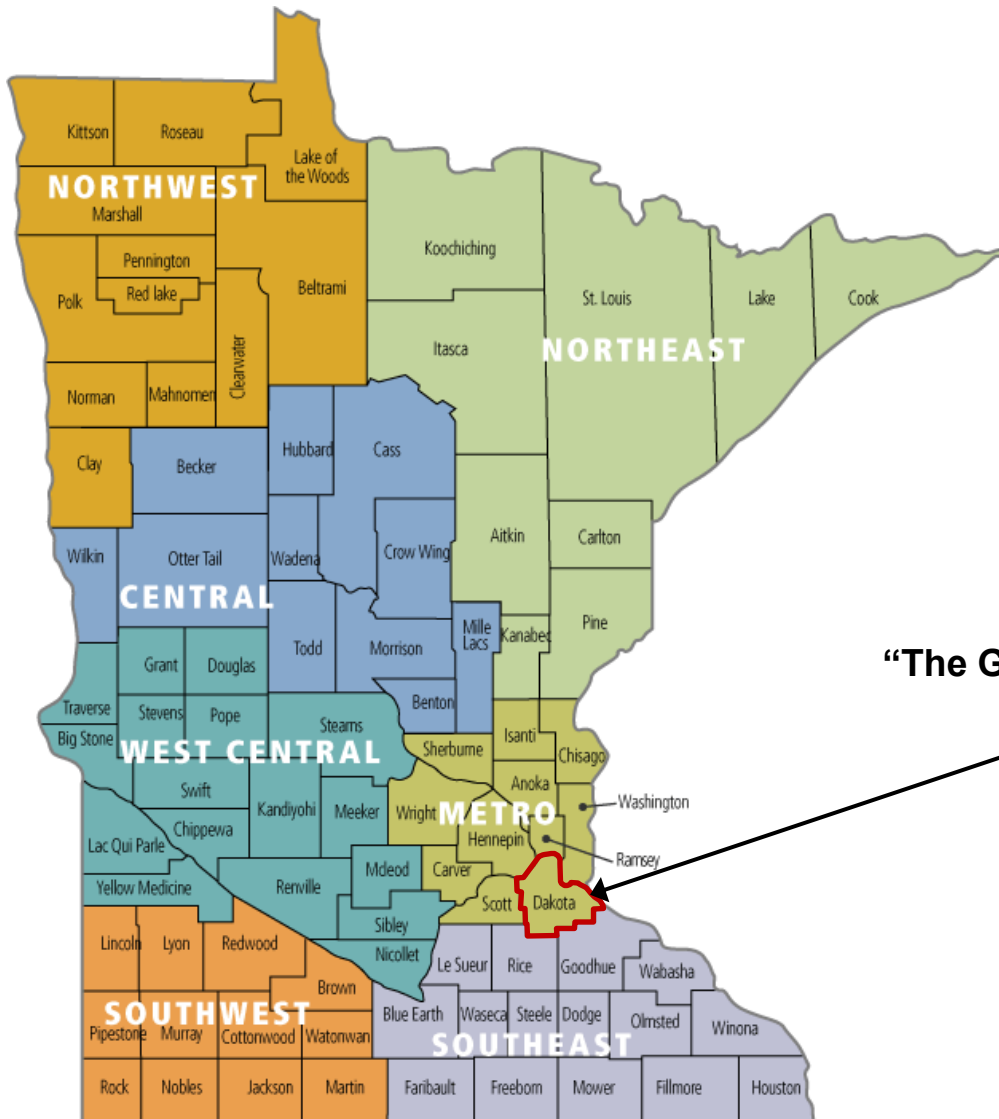 Kittson
Roseau
Lake of
the Woods
NORTHWEST
Marshall
Koochiching
Pennington
Beltrami
Red lake
Polk
St. Louis
Lake
Cook
Itasca
NORTHEAST
Clearwater
Norman
Mahnomen
Hubbard
Cass
Clay
Becker
Aitkin
Carlton
Wilkin
Otter Tail
Wadena
Crow Wing
CENTRAL
Mille
Lacs
Kanabec
Pine
Todd
Morrison
Grant
Douglas
“The G
Benton
Traverse
Stevens
Pope
Stearns
Big Stone
WEST CENTRAL
Sherburne
Isanti
Chisago
Swift
Anoka
Kandiyohi
Meeker
Wright
METRO
Washington
Chippewa
Hennepin
Lac Qui Parle
Ramsey
Mcleod
Carver
Yellow Medicine
Renville
Scott
Dakota
Sibley
Lincoln
Lyon
Redwood
Nicollet
Le Sueur
Rice
Goodhue
Wabasha
Brown
SOUTHWEST
Blue Earth
Waseca
Steele
Dodge
Olmsted
Winona
Pipestone
Murray
Cottonwood
Watonwan
SOUTHEAST
Rock
Nobles
Jackson
Martin
Faribault
Freeborn
Mower
Fillmore
Houston